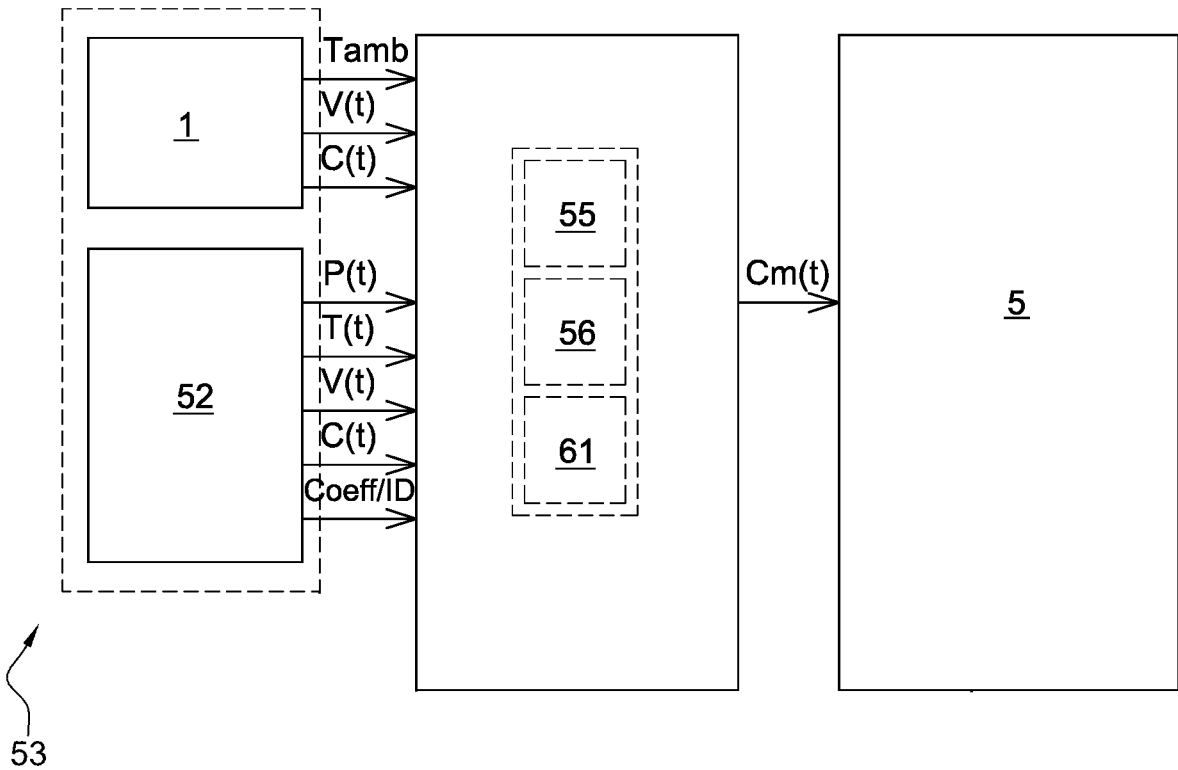 Tamb
V(t)
1
C(t)
55
P(t)
Cm(t)
5
T(t)
56
V(t)
52
C(t)
61
Coeff/ID
53